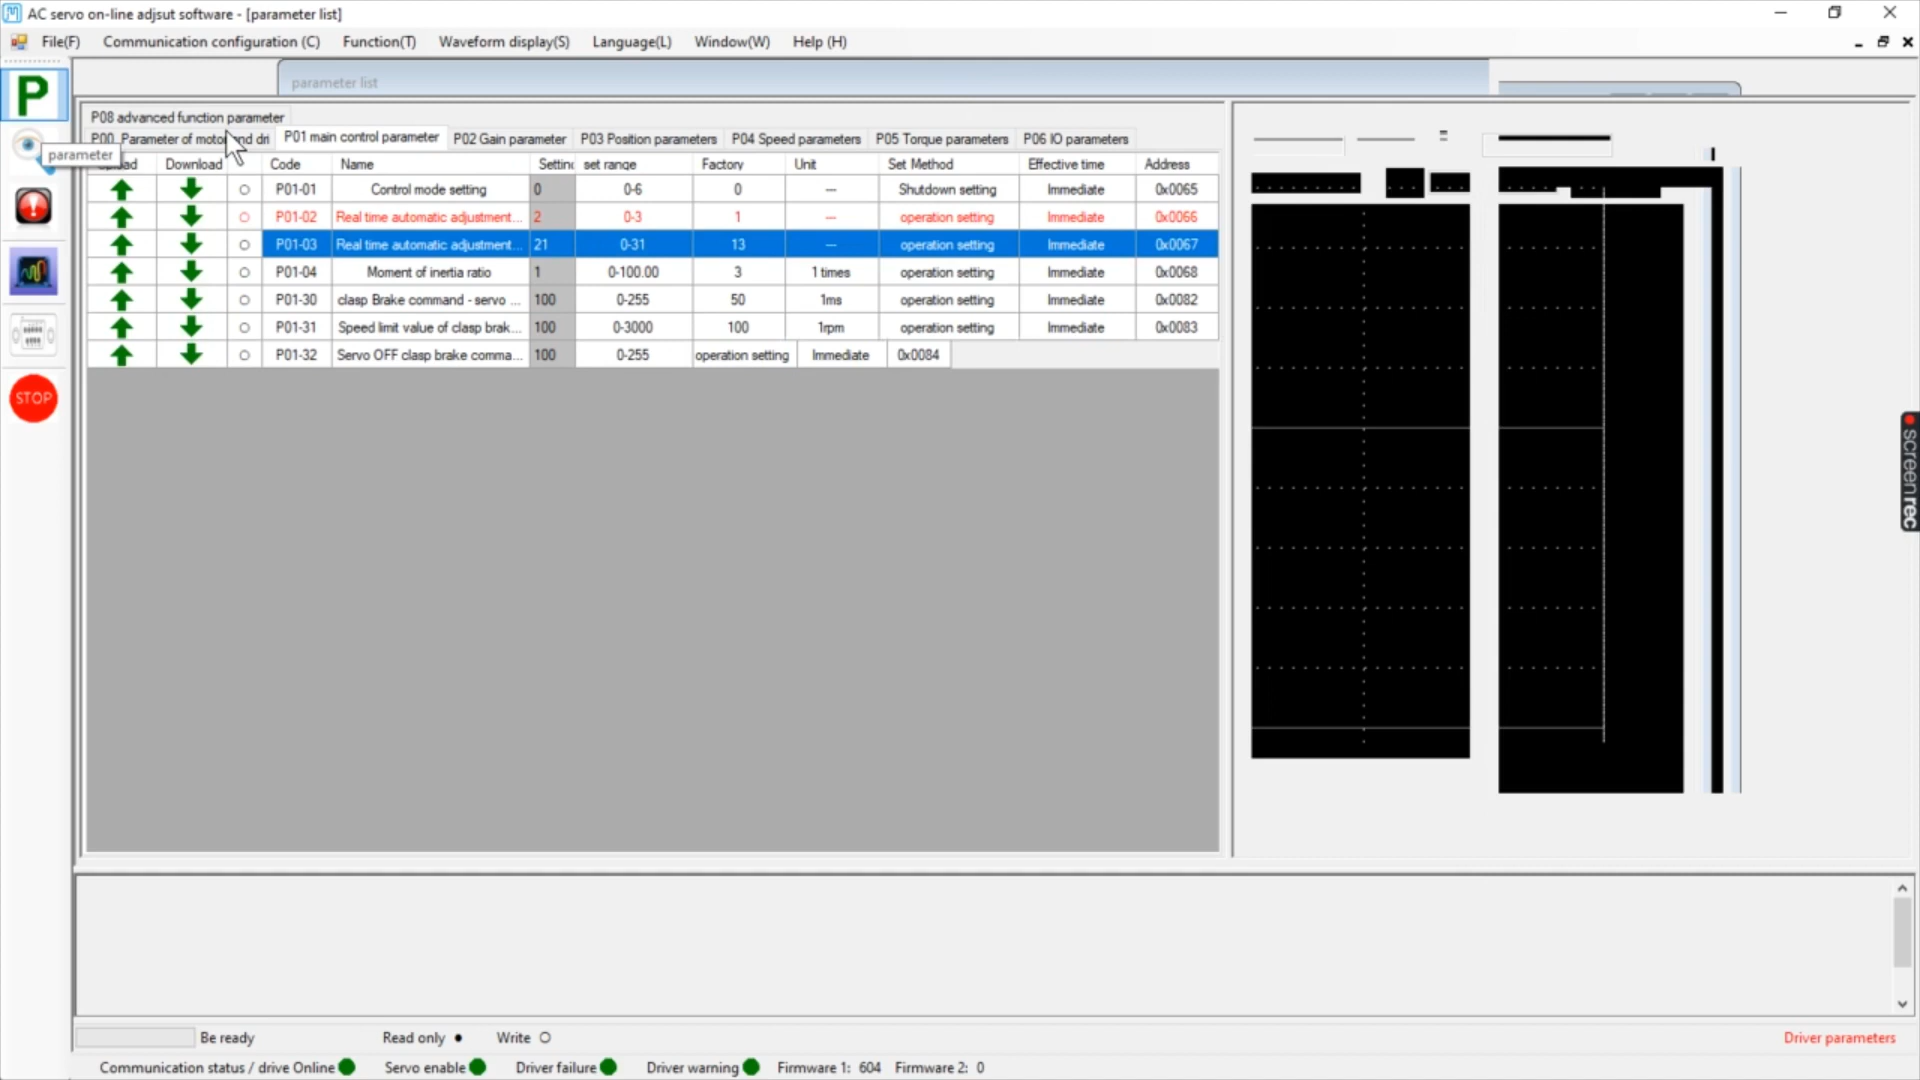 AC servo on-line adjsut software - [parameter list]
File(F) Communication configuration (C) Function(T) Waveform display(S) Language(L) Window(W) Help (H)
parameter list
P08 advanced function parameter
P00 Parameter of motor and dri P01 main control parameter P02 Gain parameter P03 Position parameters P04 Speed parameters P05 Torque parameters P06 IO parameters
parameter
Download Code Name Setting set range Factory Unit Set Method Effective time Address
P01-01 Control mode setting 0 0-6 0 --- Shutdown setting Immediate 0x0065
P01-02 Real time automatic adjustment... 2 0-3 1 --- operation setting Immediate 0x0066
P01-03 Real time automatic adjustment... 21 0-31 13 --- operation setting Immediate 0x0067
P01-04 Moment of inertia ratio 1 0-100.00 3 1 times operation setting Immediate 0x0068
P01-30 clasp Brake command - servo ... 100 0-255 50 1ms operation setting Immediate 0x0082
P01-31 Speed limit value of clasp brak... 100 0-3000 100 1rpm operation setting Immediate 0x0083
P01-32 Servo OFF clasp brake comma... 100 0-255 operation setting Immediate 0x0084
P
STOP
screenrec
Be ready Read only Write Driver parameters
Communication status / drive Online Servo enable Driver failure Driver warning Firmware 1: 604 Firmware 2: 0